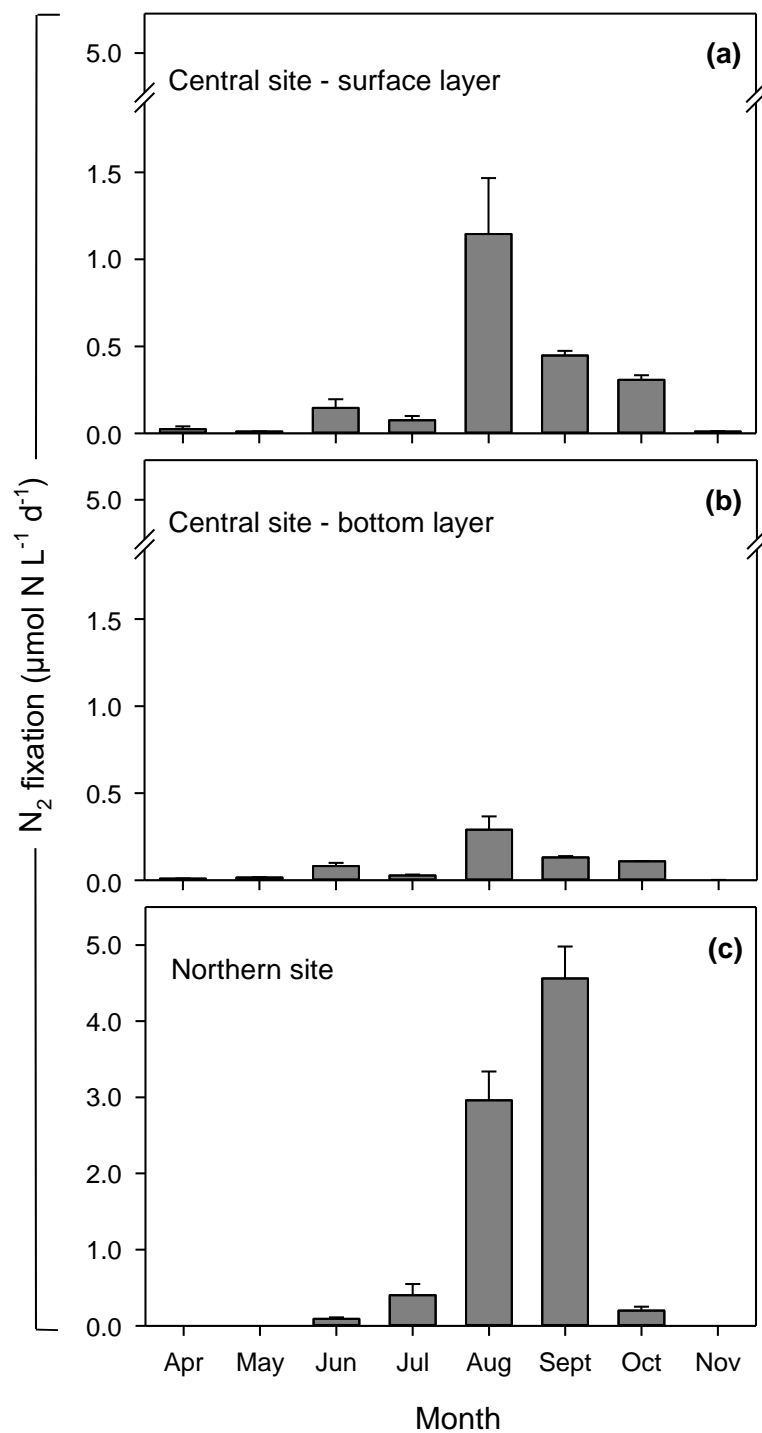 (a)
Central site - surface layer
5.0
1.5
1.0
0.5
0.0
(b)
Central site - bottom layer
5.0
1.5
1.0
0.5
0.0
N₂ fixation (µmol N L⁻¹ d⁻¹)
(c)
Northern site
5.0
4.0
3.0
2.0
1.0
0.0
Apr May Jun Jul Aug Sept Oct Nov
Month